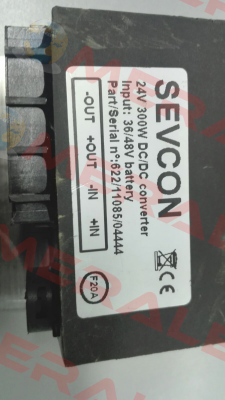 SEVCON
24V 300W DC/DC converter
Input: 36/48V battery
Part/Serial n°:622/11085/04444
-OUT +OUT -IN +IN
F20A
CE